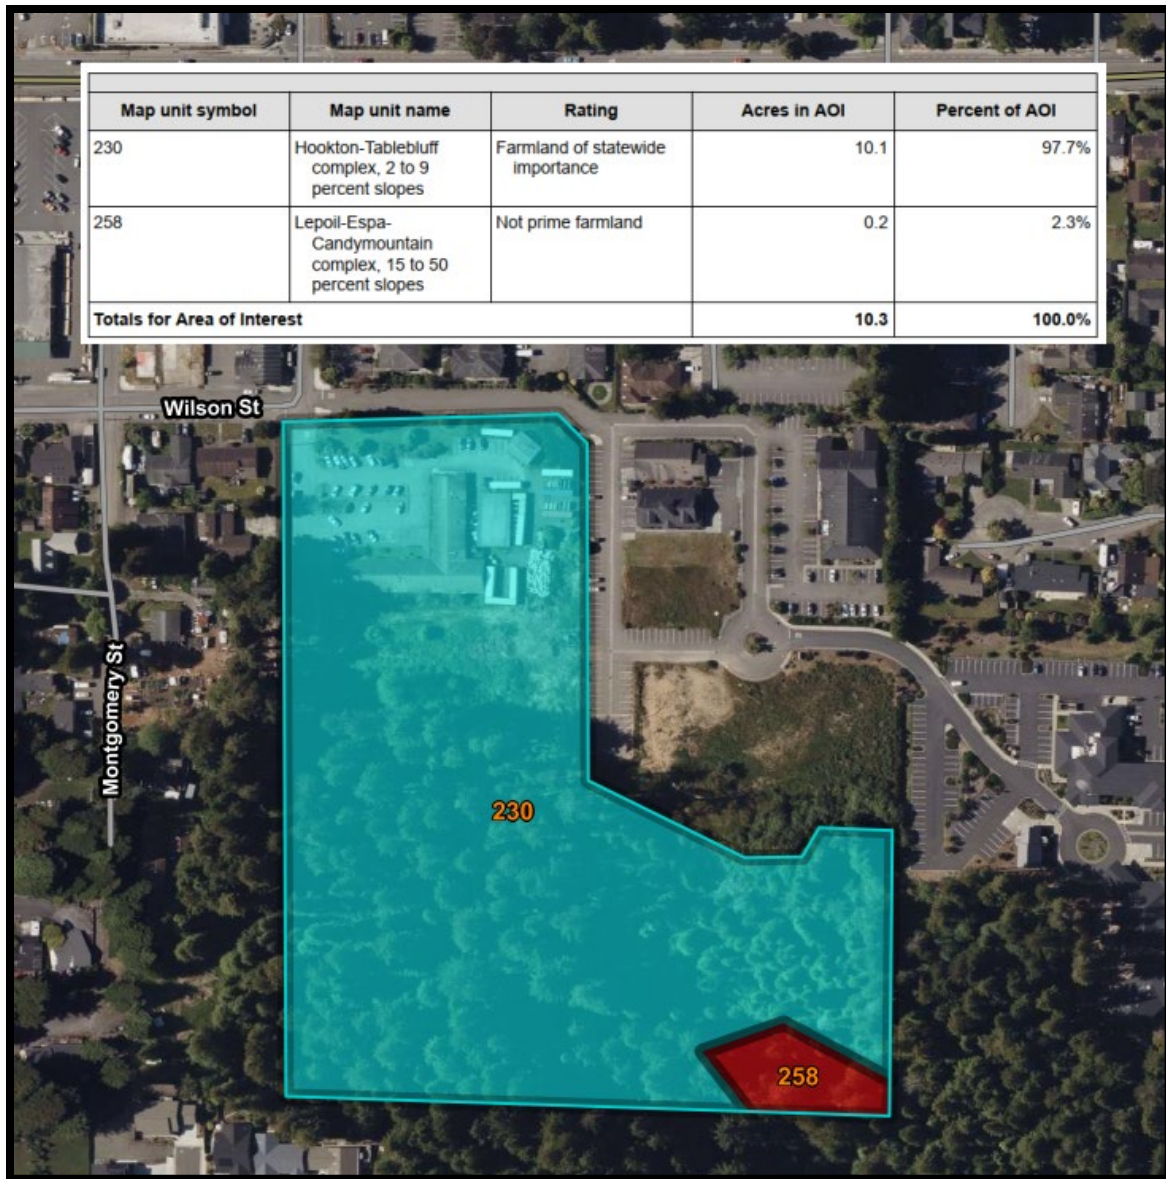 Map unit symbol Map unit name Rating Acres in AOI Percent of AOI
230 Hookton-Tablebluff Farmland of statewide 10.1 97.7%
complex, 2 to 9 importance
percent slopes
258 Lepoil-Espa- Not prime farmland 0.2 2.3%
Candymountain
complex, 15 to 50
percent slopes
Totals for Area of Interest 10.3 100.0%
Wilson St
Montgomery St
230
258